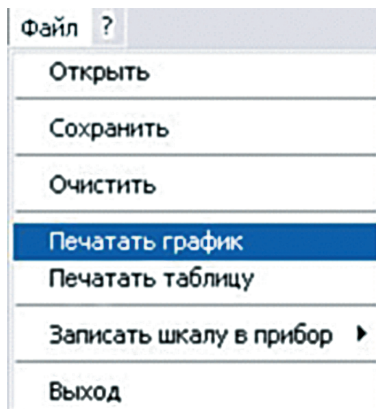 Файл ?
Открыть
Сохранить
Очистить
Печатать график
Печатать таблицу
Записать шкалу в прибор
Выход